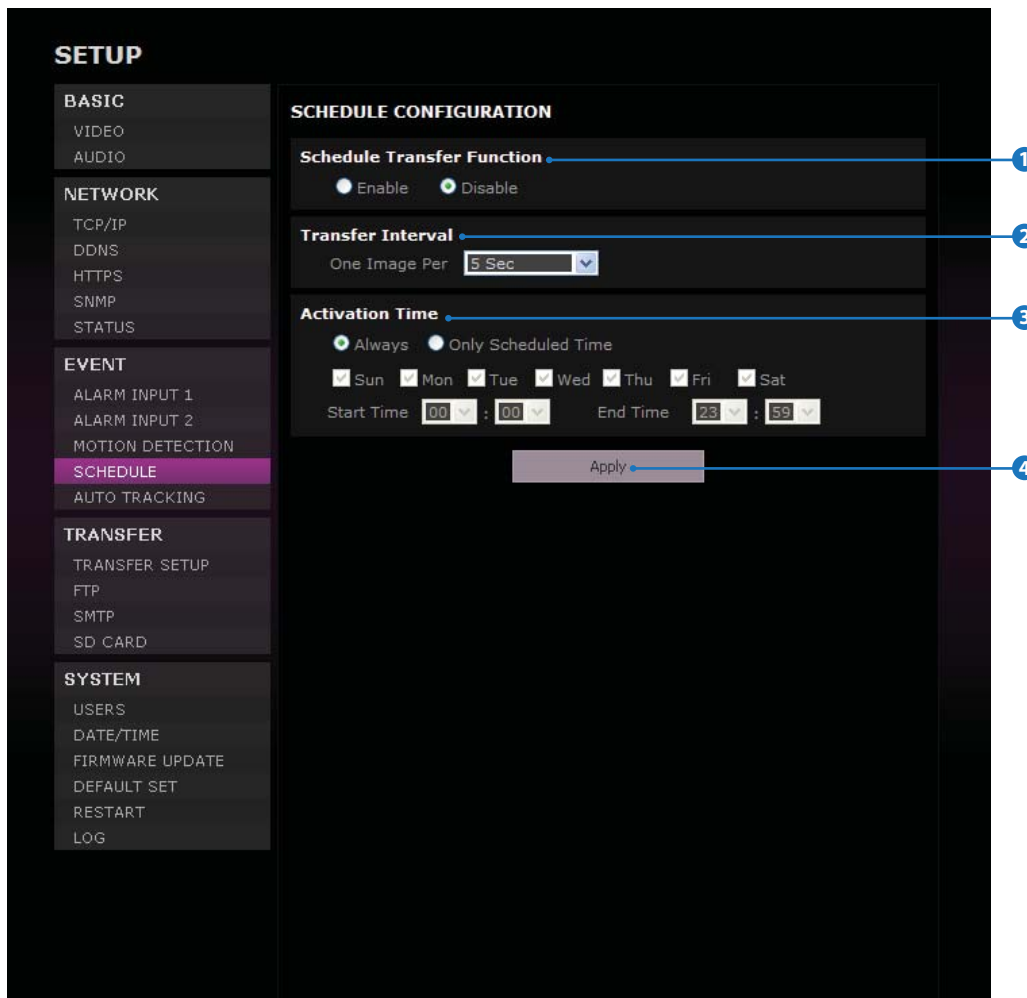 SETUP
BASIC
VIDEO
AUDIO
NETWORK
TCP/IP
DDNS
HTTPS
SNMP
STATUS
EVENT
ALARM INPUT 1
ALARM INPUT 2
MOTION DETECTION
SCHEDULE
AUTO TRACKING
TRANSFER
TRANSFER SETUP
FTP
SMTP
SD CARD
SYSTEM
USERS
DATE/TIME
FIRMWARE UPDATE
DEFAULT SET
RESTART
LOG
SCHEDULE CONFIGURATION
Schedule Transfer Function 1
Enable Disable
Transfer Interval 2
One Image Per 5 Sec
Activation Time 3
Always Only Scheduled Time
Sun Mon Tue Wed Thu Fri Sat
Start Time 00 : 00 End Time 23 : 59
Apply 4